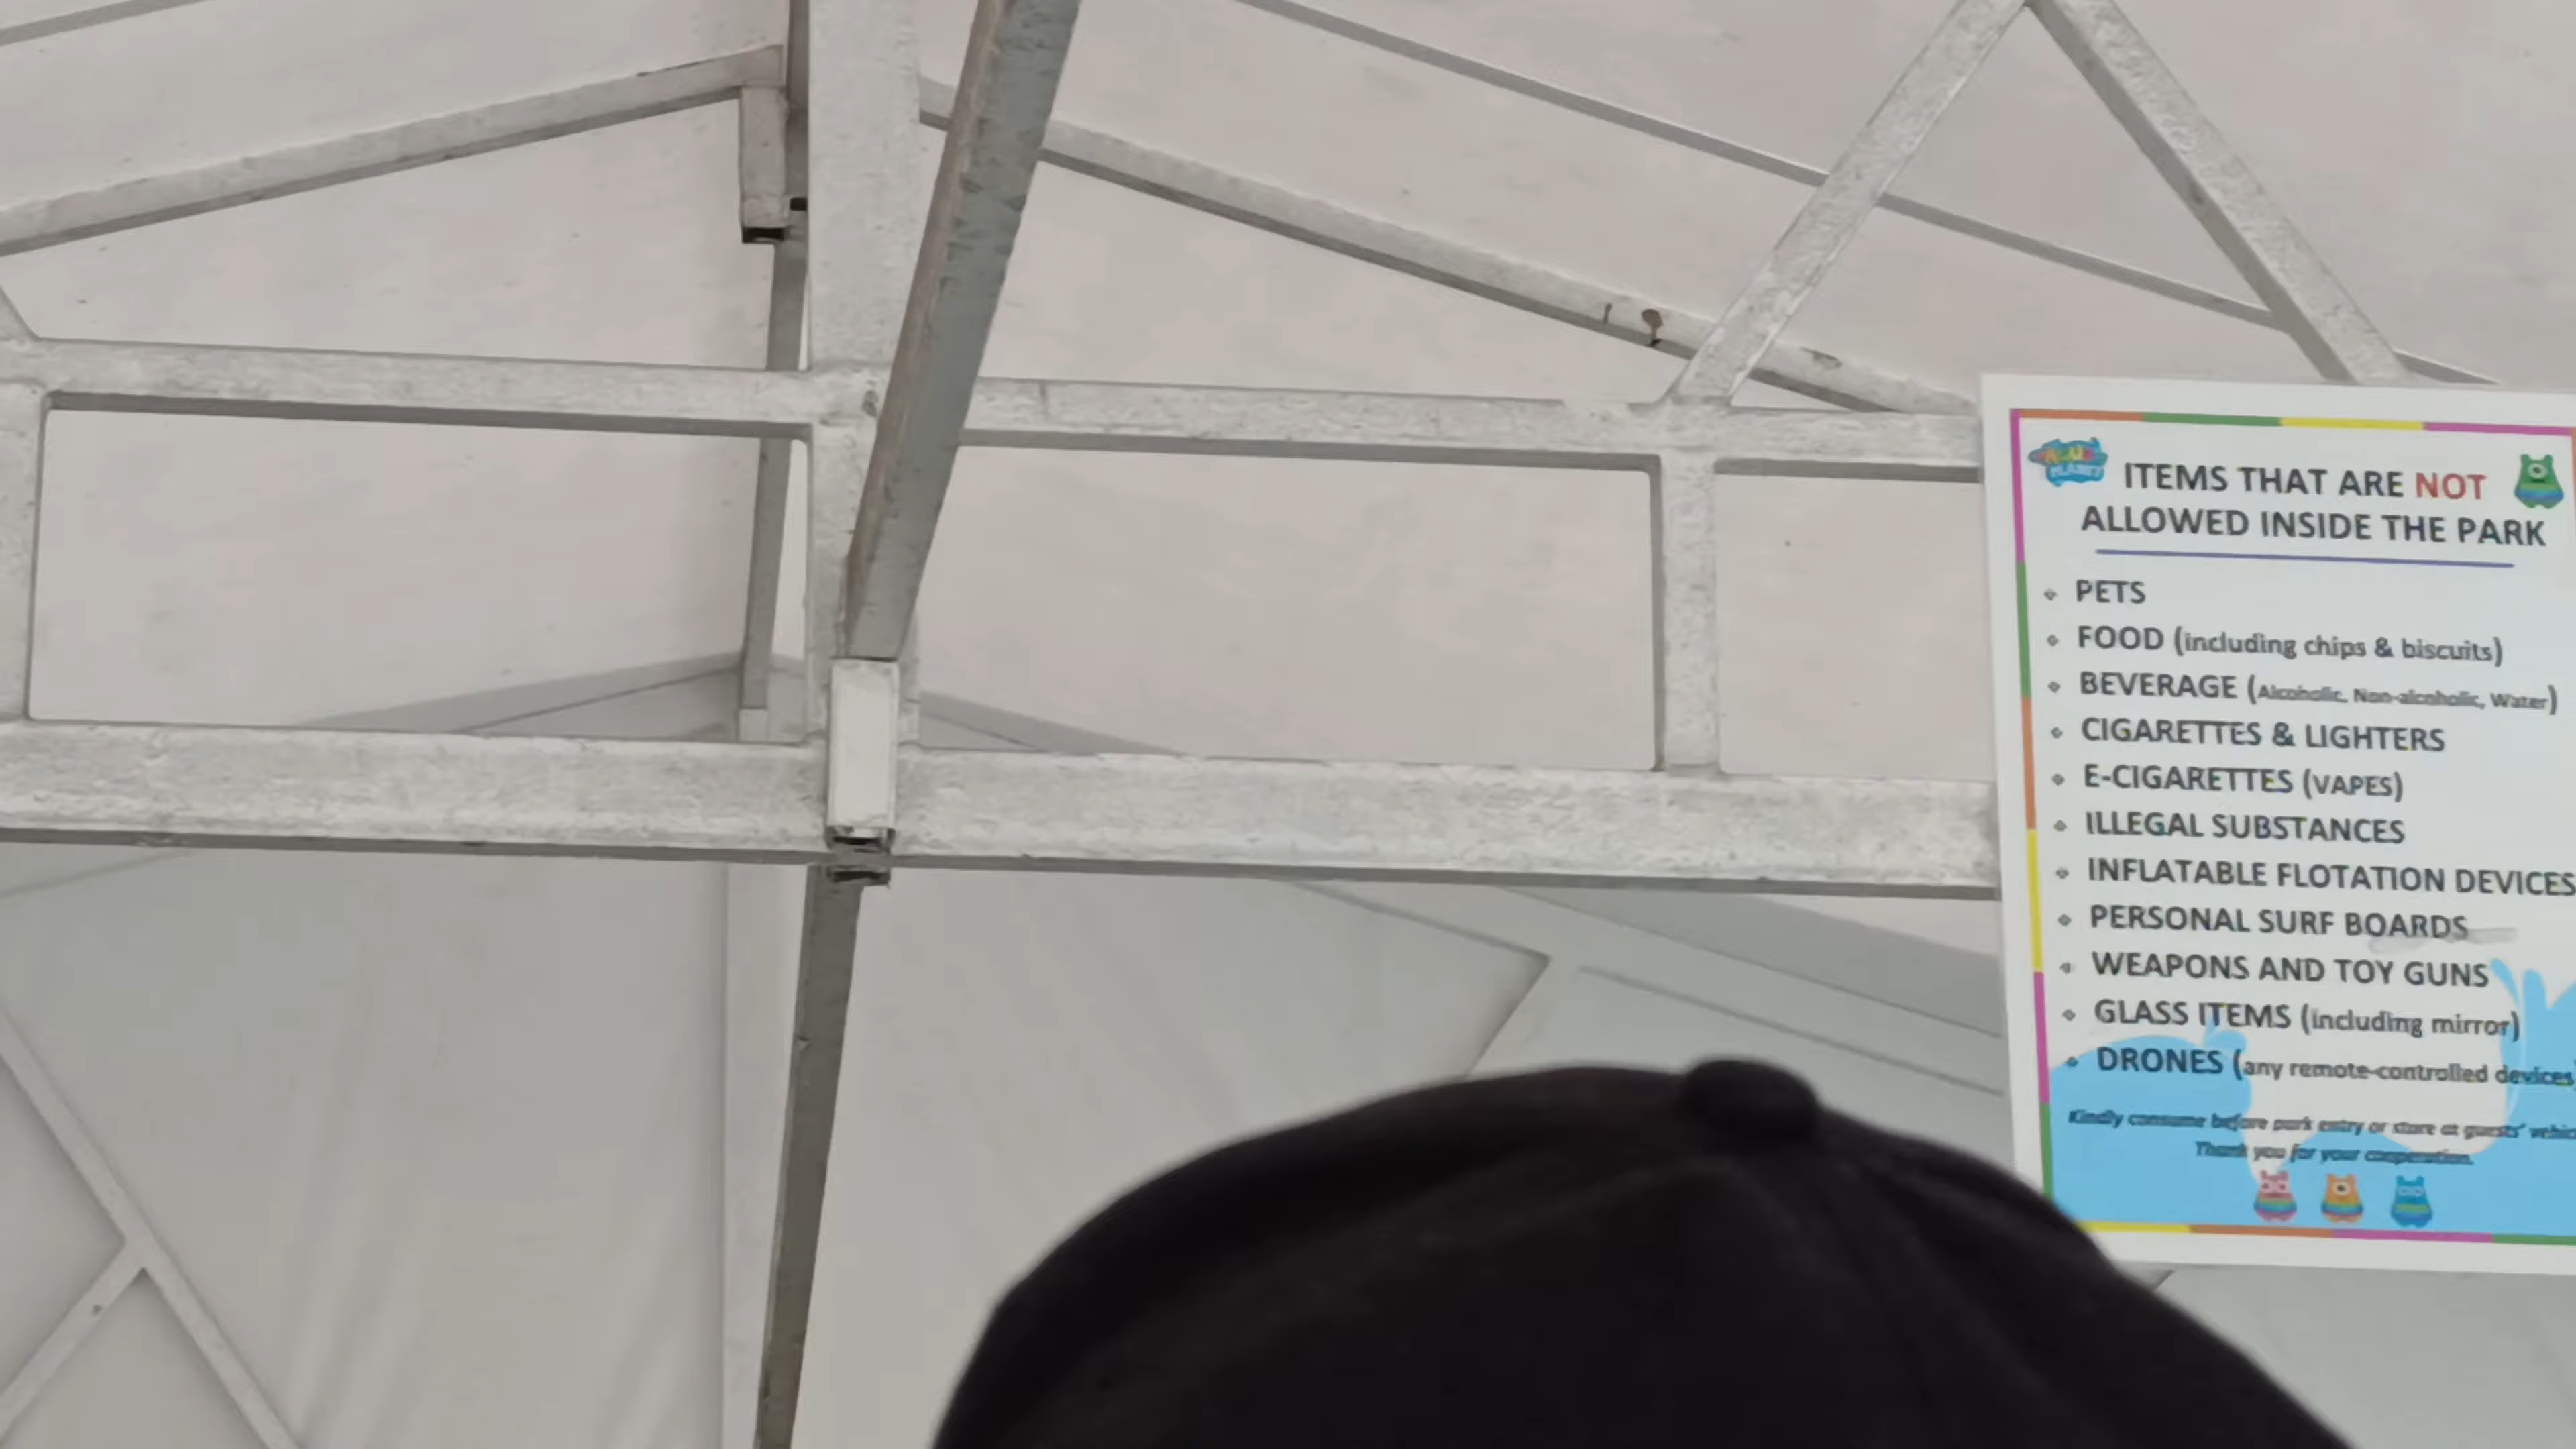 AQUA
PLANET
ITEMS THAT ARE NOT
ALLOWED INSIDE THE PARK
PETS
FOOD (including chips & biscuits)
BEVERAGE (Alcoholic, Non-alcoholic, Water)
CIGARETTES & LIGHTERS
E-CIGARETTES (VAPES)
ILLEGAL SUBSTANCES
INFLATABLE FLOTATION DEVICES
PERSONAL SURF BOARDS
WEAPONS AND TOY GUNS
GLASS ITEMS (including mirror)
DRONES (any remote-controlled devices)
Kindly consume before park entry or store at guests'
Thank you for your cooperation.